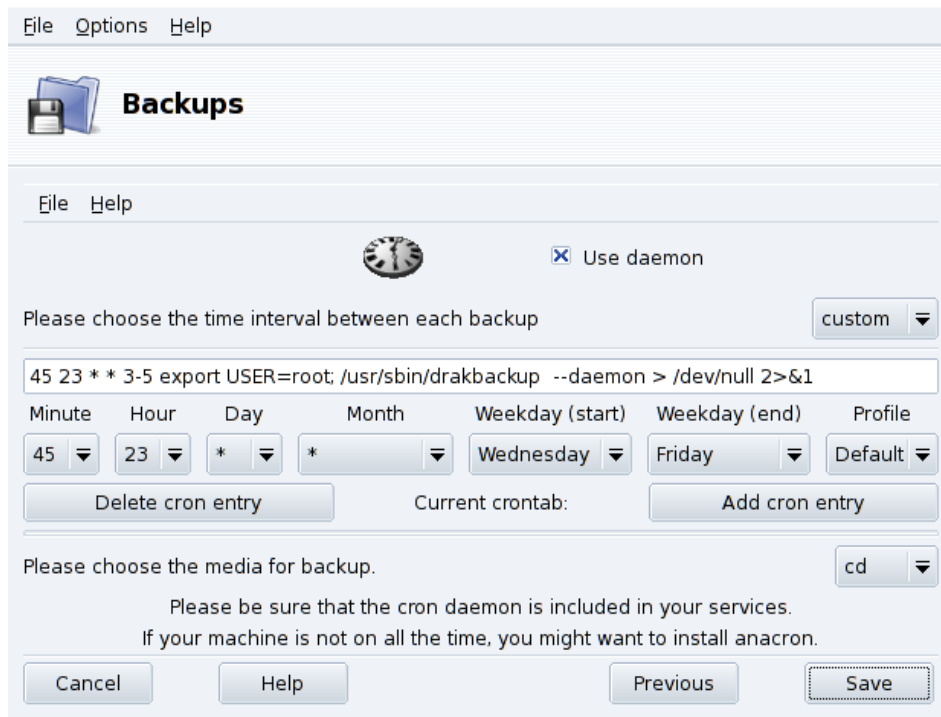 File Options Help
Backups
File Help
Use daemon
Please choose the time interval between each backup custom
45 23 * * 3-5 export USER=root; /usr/sbin/drakbackup --daemon > /dev/null 2>&1
Minute Hour Day Month Weekday (start) Weekday (end) Profile
45 23 * * Wednesday Friday Default
Delete cron entry Current crontab: Add cron entry
Please choose the media for backup. cd
Please be sure that the cron daemon is included in your services.
If your machine is not on all the time, you might want to install anacron.
Cancel Help Previous Save